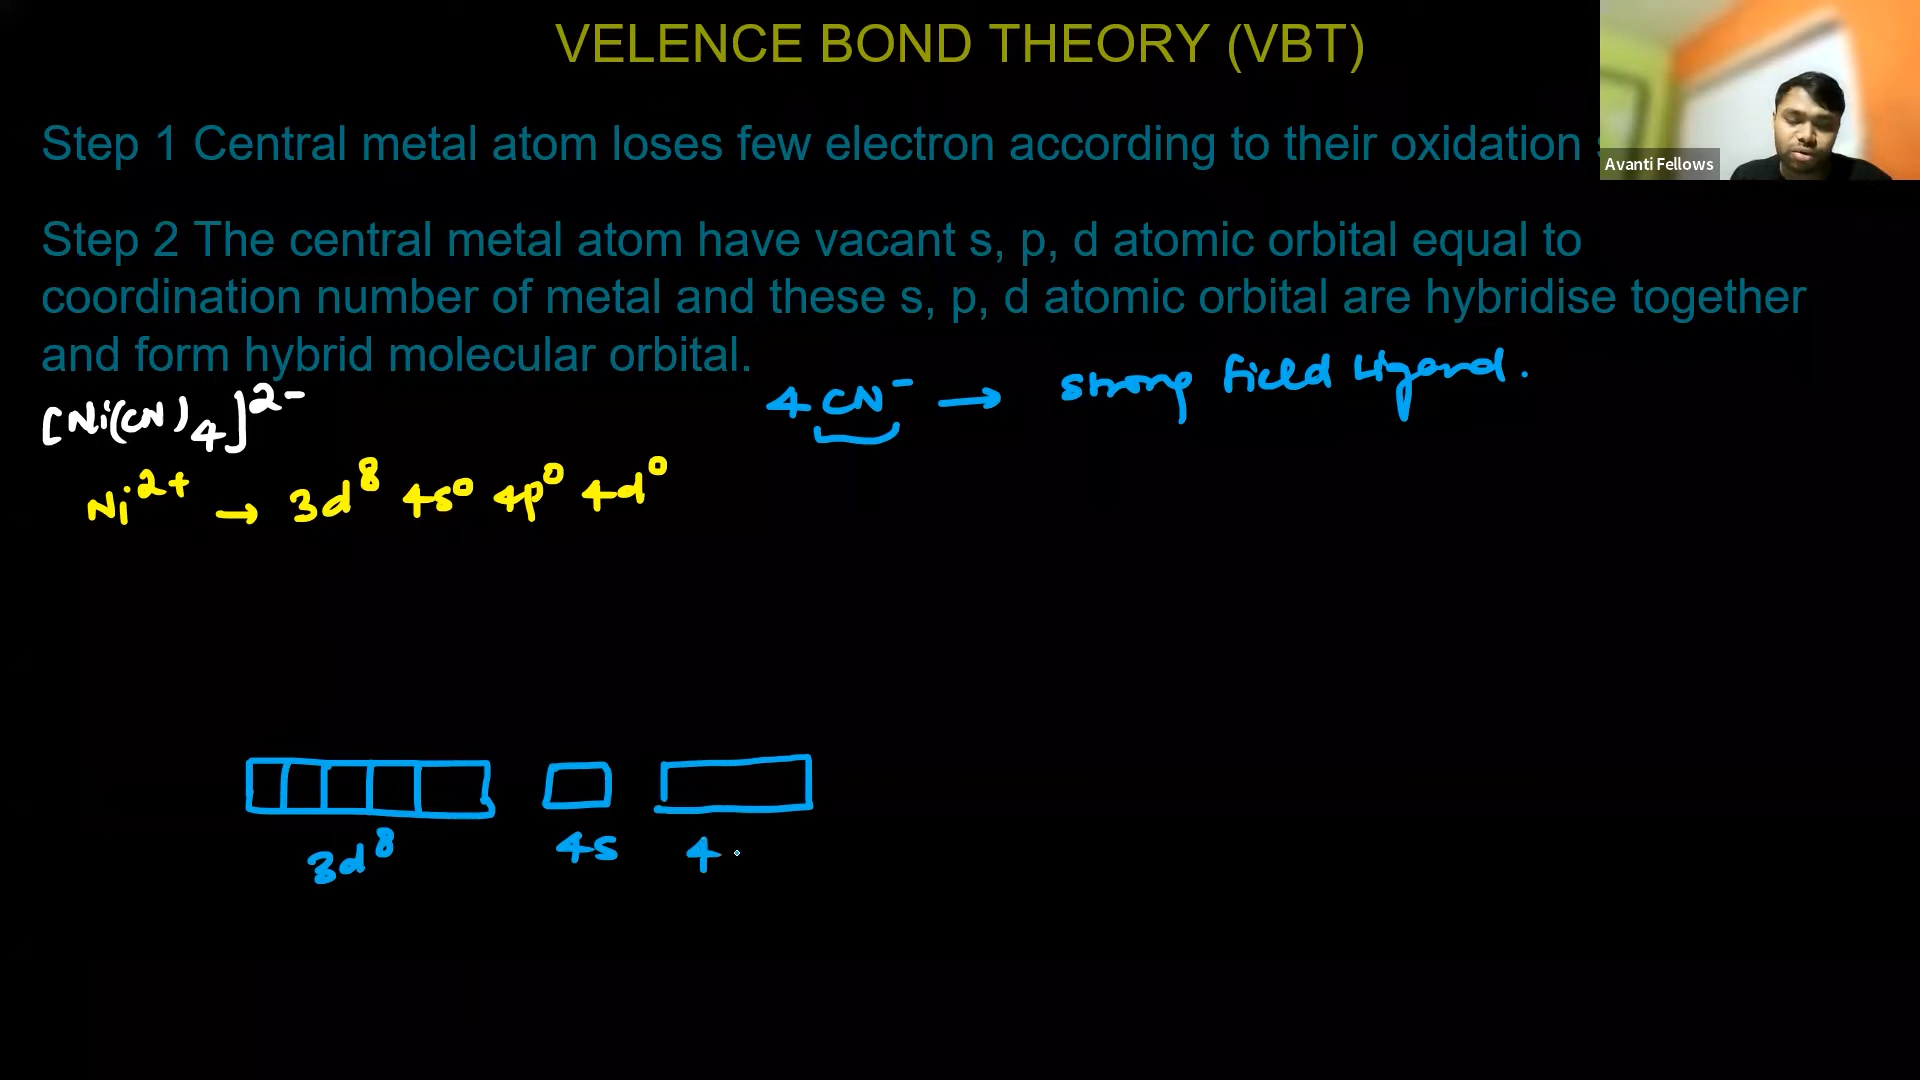 VELENCE BOND THEORY (VBT)
Step 1 Central metal atom loses few electron according to their oxidation
Avanti Fellows
Step 2 The central metal atom have vacant s, p, d atomic orbital equal to
coordination number of metal and these s, p, d atomic orbital are hybridise together
and form hybrid molecular orbital.
[Ni(CN)₄]²⁻
4 CN⁻ → strong field Ligand.
Ni²⁺ → 3d⁸ 4s⁰ 4p⁰ 4d⁰
3d⁸ 4s 4